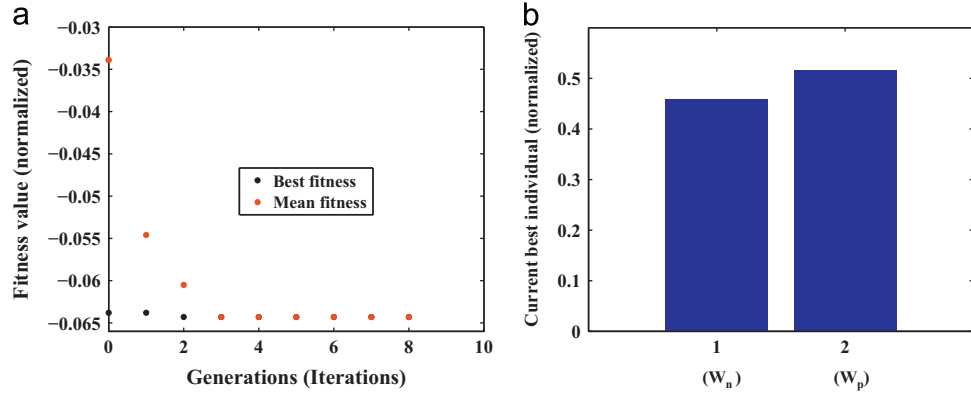 a
−0.03
−0.035
−0.04
−0.045
−0.05
−0.055
−0.06
−0.065
Fitness value (normalized)
Best fitness
Mean fitness
0 2 4 6 8 10
Generations (Iterations)
b
0.5
0.4
0.3
0.2
0.1
0
Current best individual (normalized)
1 2
(Wn) (Wp)